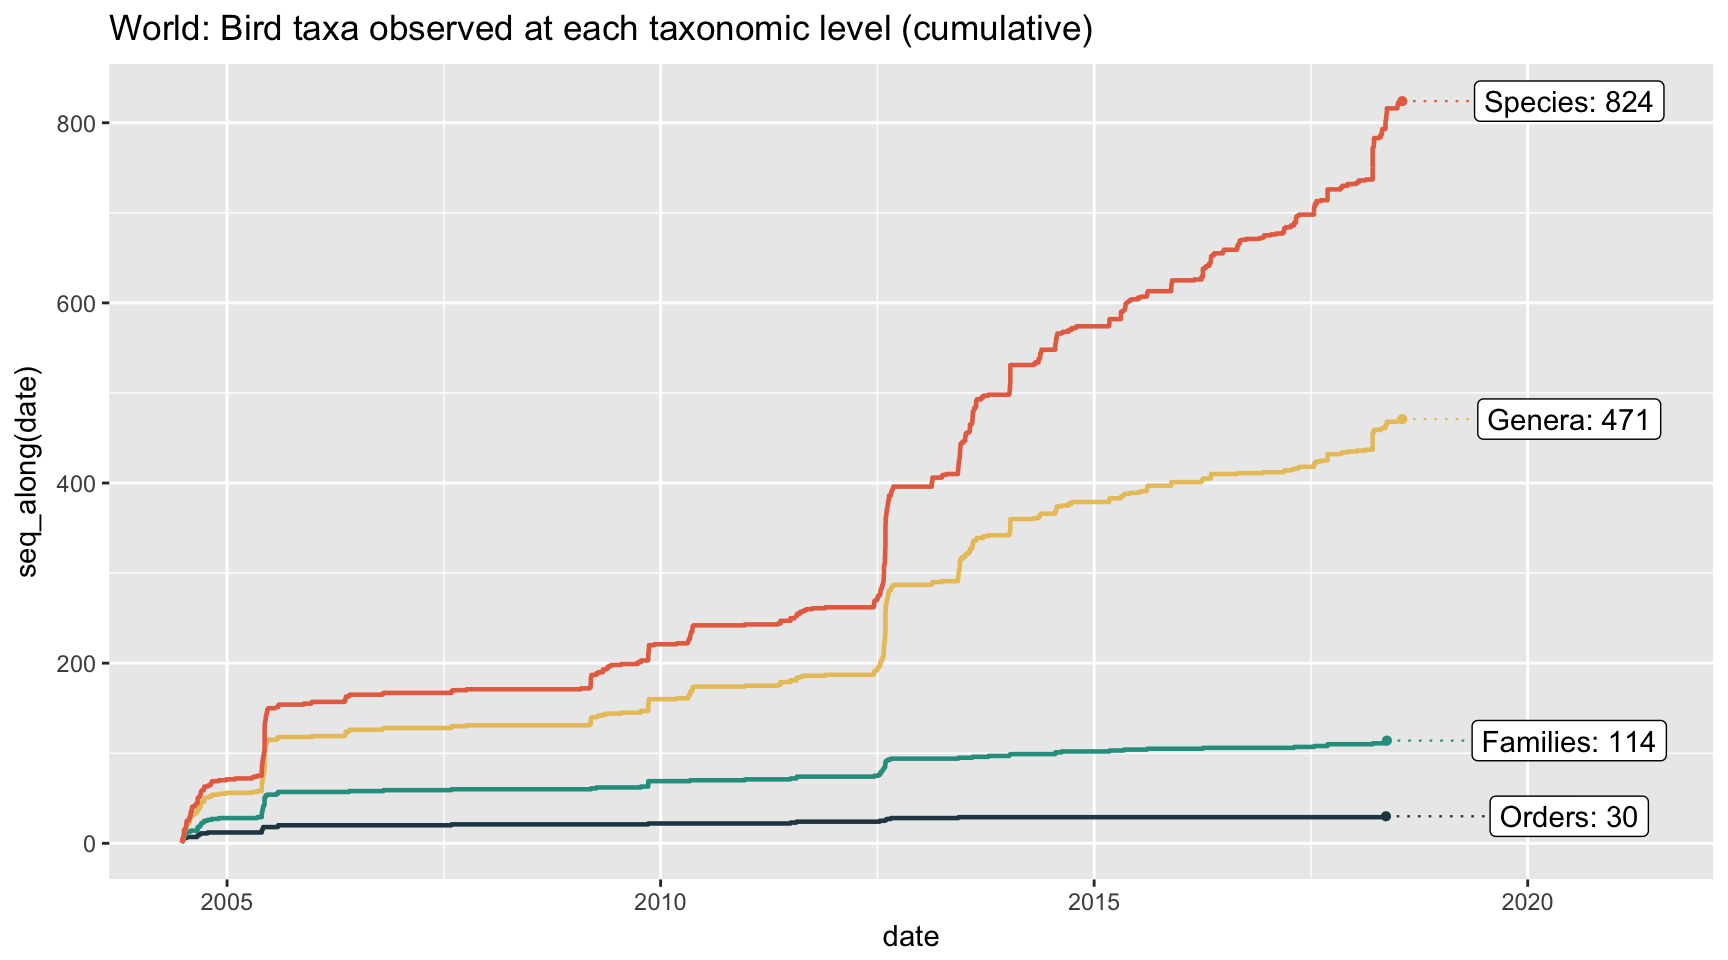 World: Bird taxa observed at each taxonomic level (cumulative)
seq_along(date)
800
600
400
200
0
Species: 824
Genera: 471
Families: 114
Orders: 30
2005
2010
2015
2020
date